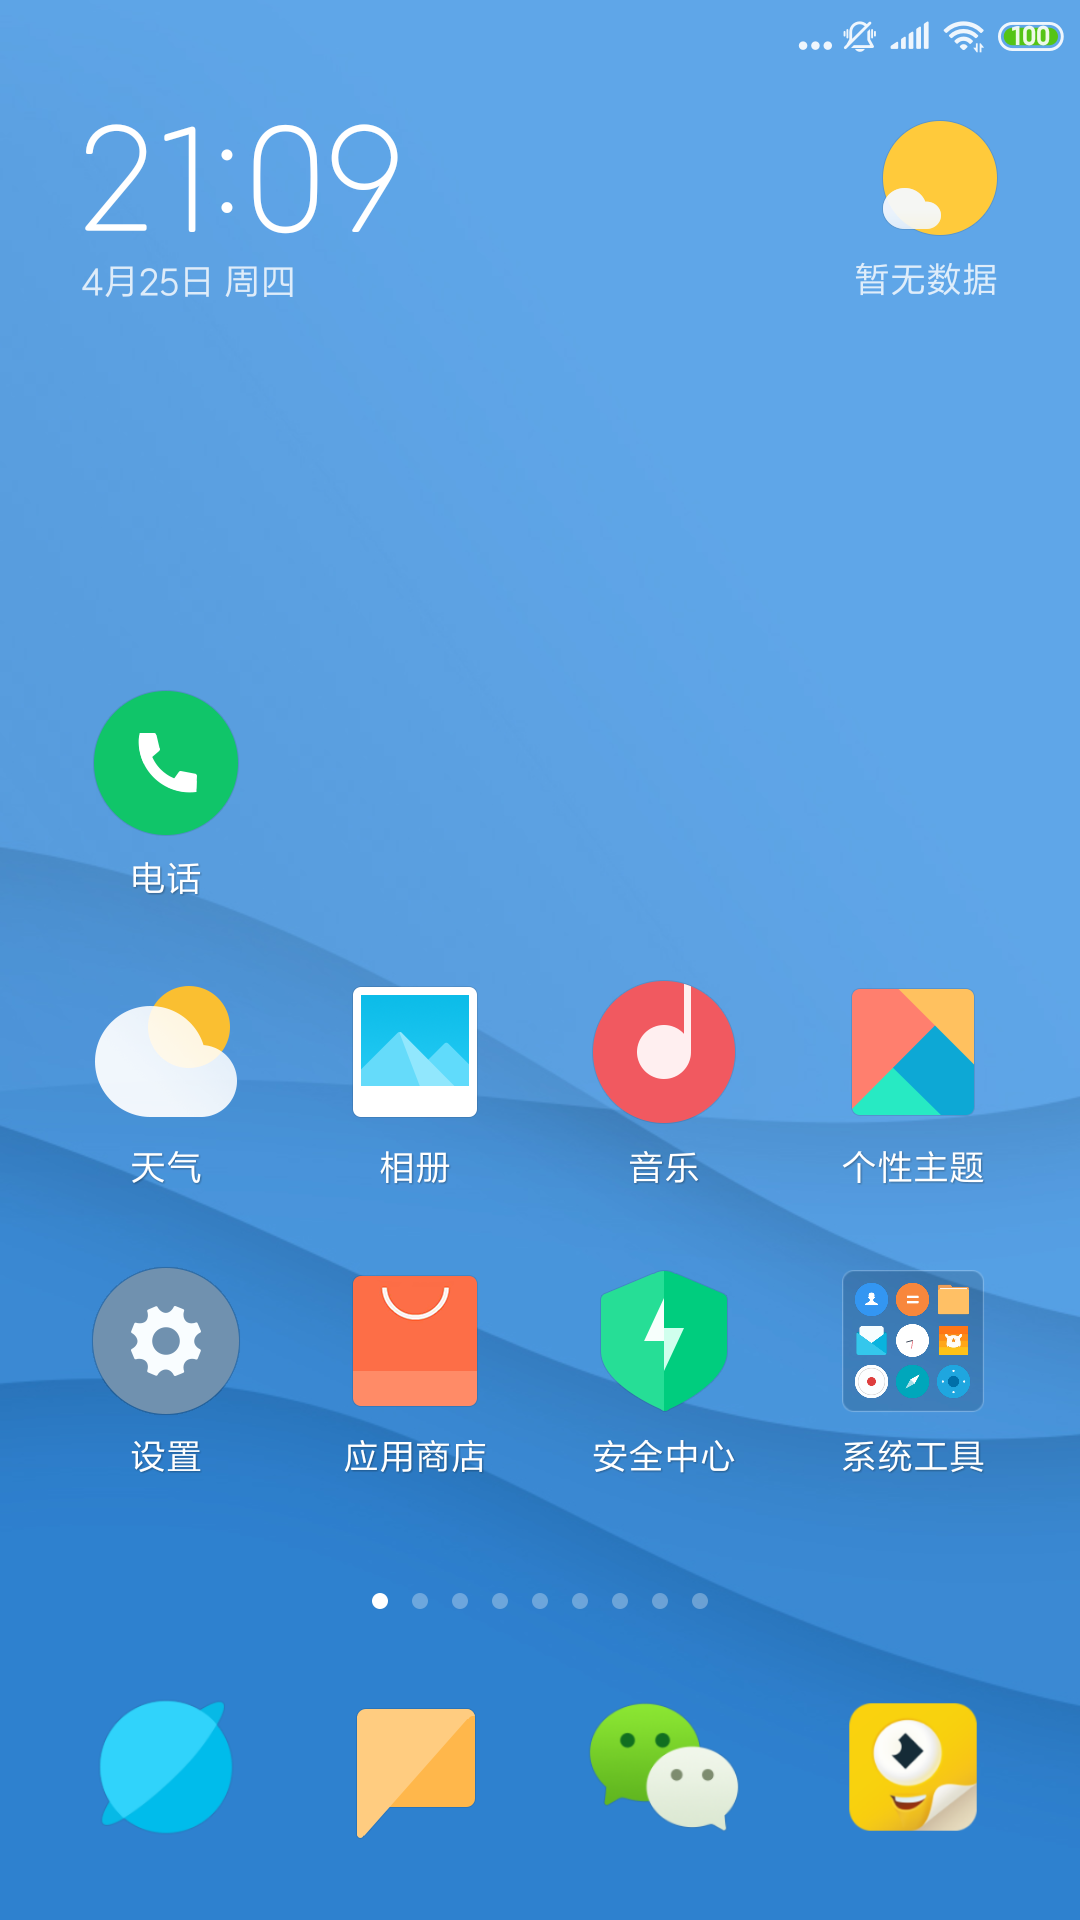 100
21:09
4月25日 周四
暂无数据
电话
天气 相册 音乐 个性主题
设置 应用商店 安全中心 系统工具